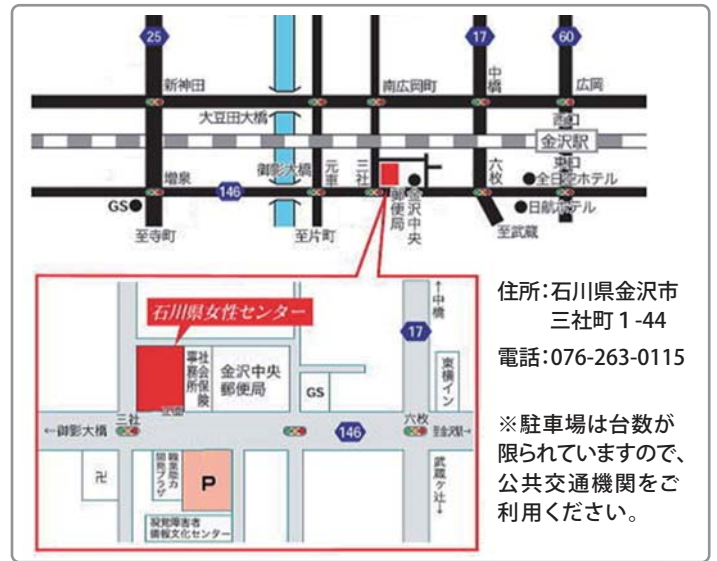 25
17
60
新神田
南広岡町
中橋
広岡
大豆田大橋
西口
金沢駅
東口
御影大橋
元車
三社
六枚
増泉
146
郵便局
金沢中央
全日空ホテル
日航ホテル
GS
至寺町
至片町
至武蔵
石川県女性センター
↑中橋
17
社会保険
事務所
金沢中央
郵便局
GS
東横イン
三社
六枚
←御影大橋
146
至金沢駅→
卍
職業能力
開発プラザ
P
武蔵ヶ辻↓
視覚障害者
情報文化センター
住所:石川県金沢市
三社町1-44
電話:076-263-0115
※駐車場は台数が
限られていますので、
公共交通機関をご
利用ください。